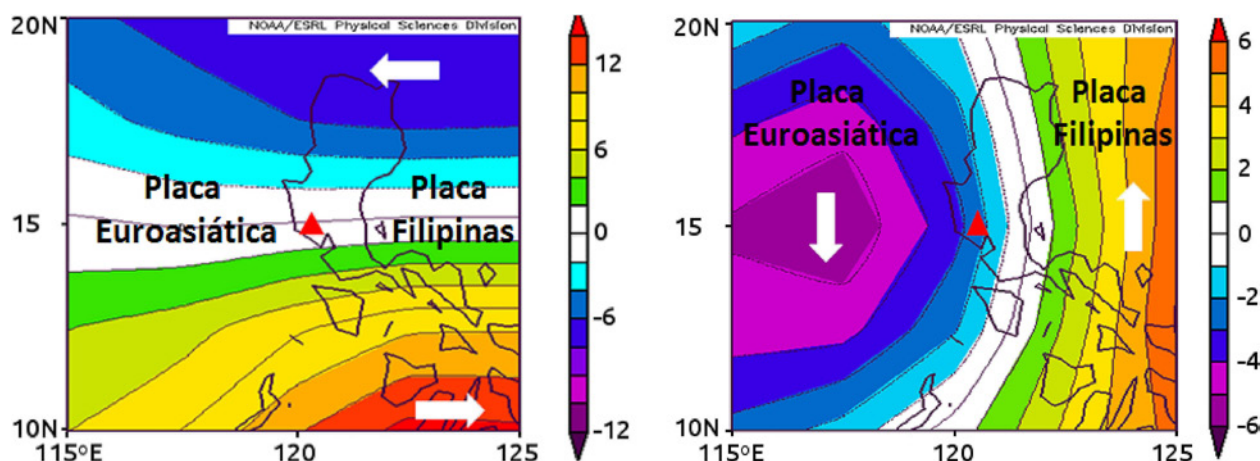 NOAA/ESRL Physical Sciences Division
20N
15
10N
115°E
120
125
Placa
Euroasiática
Placa
Filipinas
12
6
0
-6
-12
NOAA/ESRL Physical Sciences Division
20N
15
10N
115°E
120
125
Placa
Euroasiática
Placa
Filipinas
6
4
2
0
-2
-4
-6